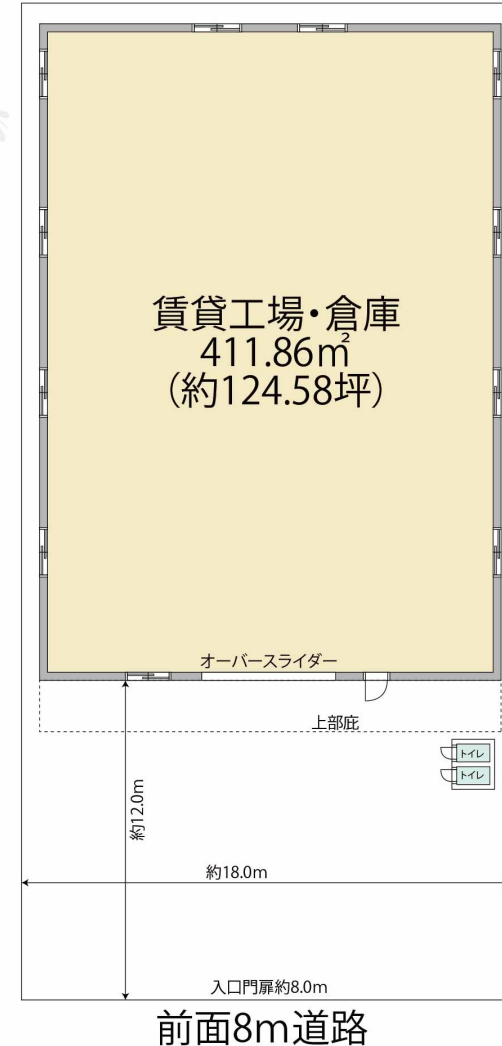 賃貸工場・倉庫
411.86㎡
(約124.58坪)
オーバースライダー
上部庇
トイレ
トイレ
約12.0m
約18.0m
入口門扉約8.0m
前面8m道路